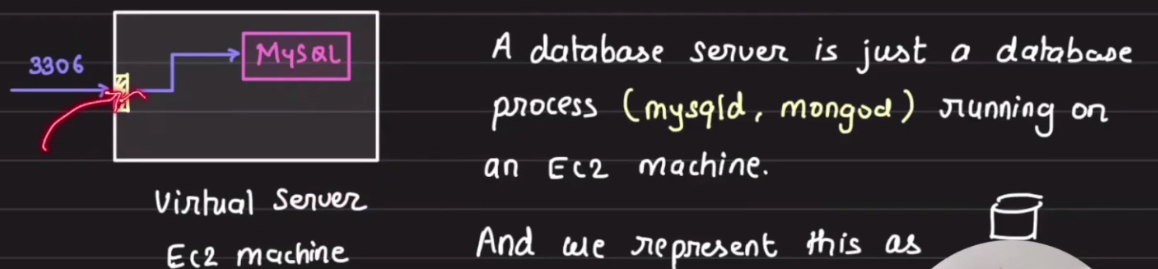 3306
MySQL
Virtual Server
Ec2 machine
A database server is just a database
process (mysqld, mongod) running on
an Ec2 machine.
And we represent this as